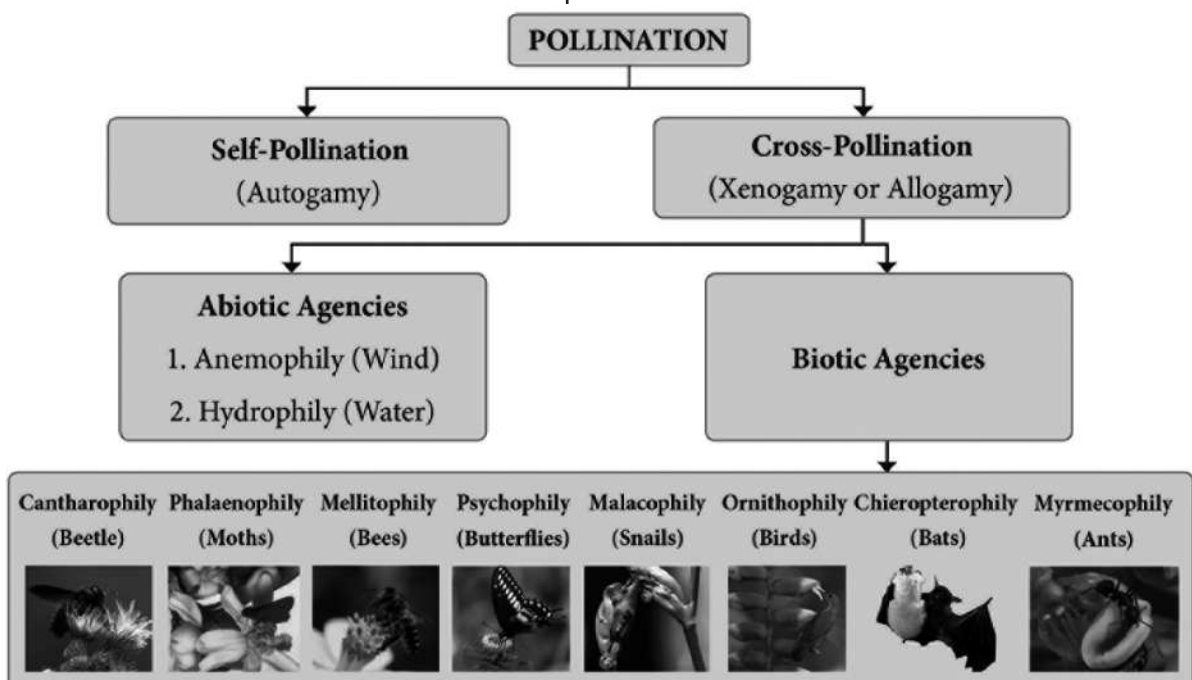 POLLINATION
Self-Pollination
(Autogamy)
Cross-Pollination
(Xenogamy or Allogamy)
Abiotic Agencies
1. Anemophily (Wind)
2. Hydrophily (Water)
Biotic Agencies
Cantharophily
(Beetle)
Phalaenophily
(Moths)
Mellitophily
(Bees)
Psychophily
(Butterflies)
Malacophily
(Snails)
Ornithophily
(Birds)
Chieropterophily
(Bats)
Myrmecophily
(Ants)